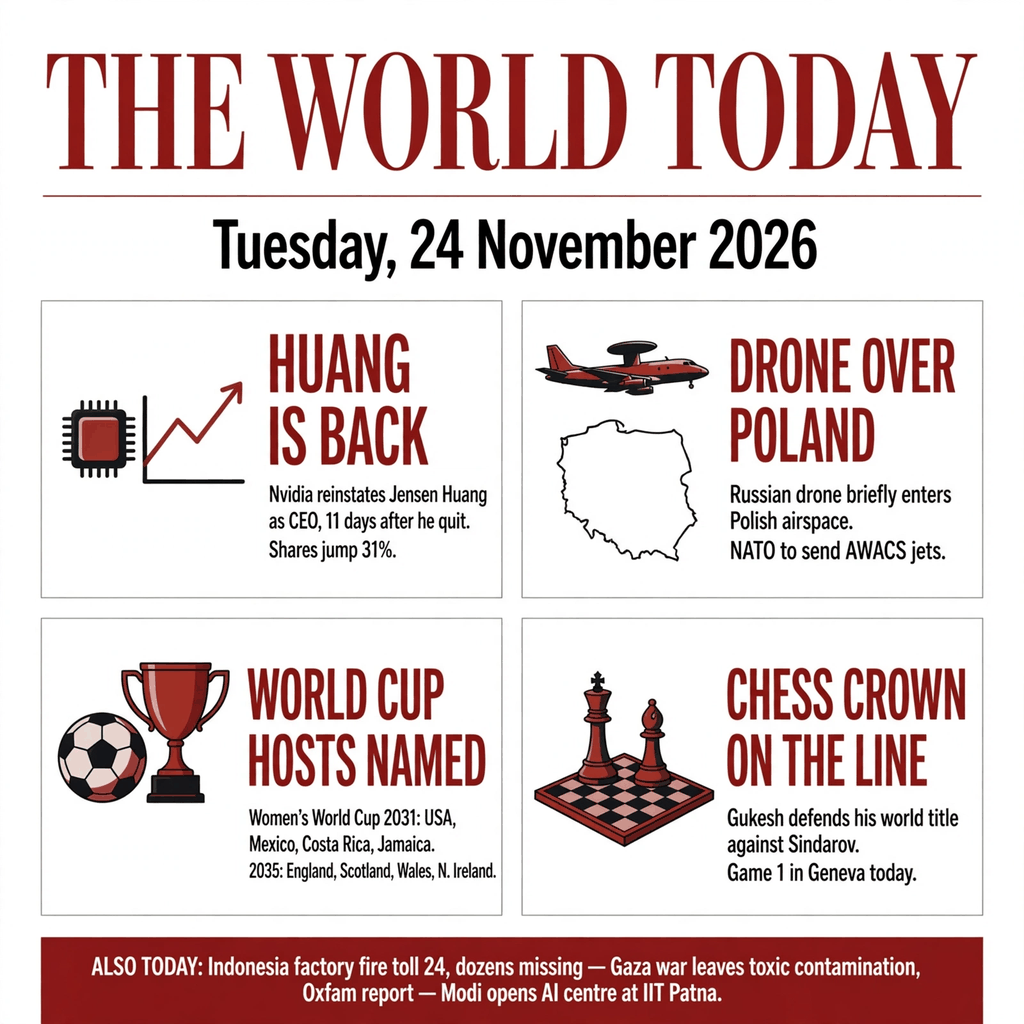 THE WORLD TODAY
Tuesday, 24 November 2026
HUANG
IS BACK
Nvidia reinstates Jensen Huang
as CEO, 11 days after he quit.
Shares jump 31%.
DRONE OVER
POLAND
Russian drone briefly enters
Polish airspace.
NATO to send AWACS jets.
WORLD CUP
HOSTS NAMED
Women's World Cup 2031: USA,
Mexico, Costa Rica, Jamaica.
2035: England, Scotland, Wales, N. Ireland.
CHESS CROWN
ON THE LINE
Gukesh defends his world title
against Sindarov.
Game 1 in Geneva today.
ALSO TODAY: Indonesia factory fire toll 24, dozens missing — Gaza war leaves toxic contamination,
Oxfam report — Modi opens AI centre at IIT Patna.